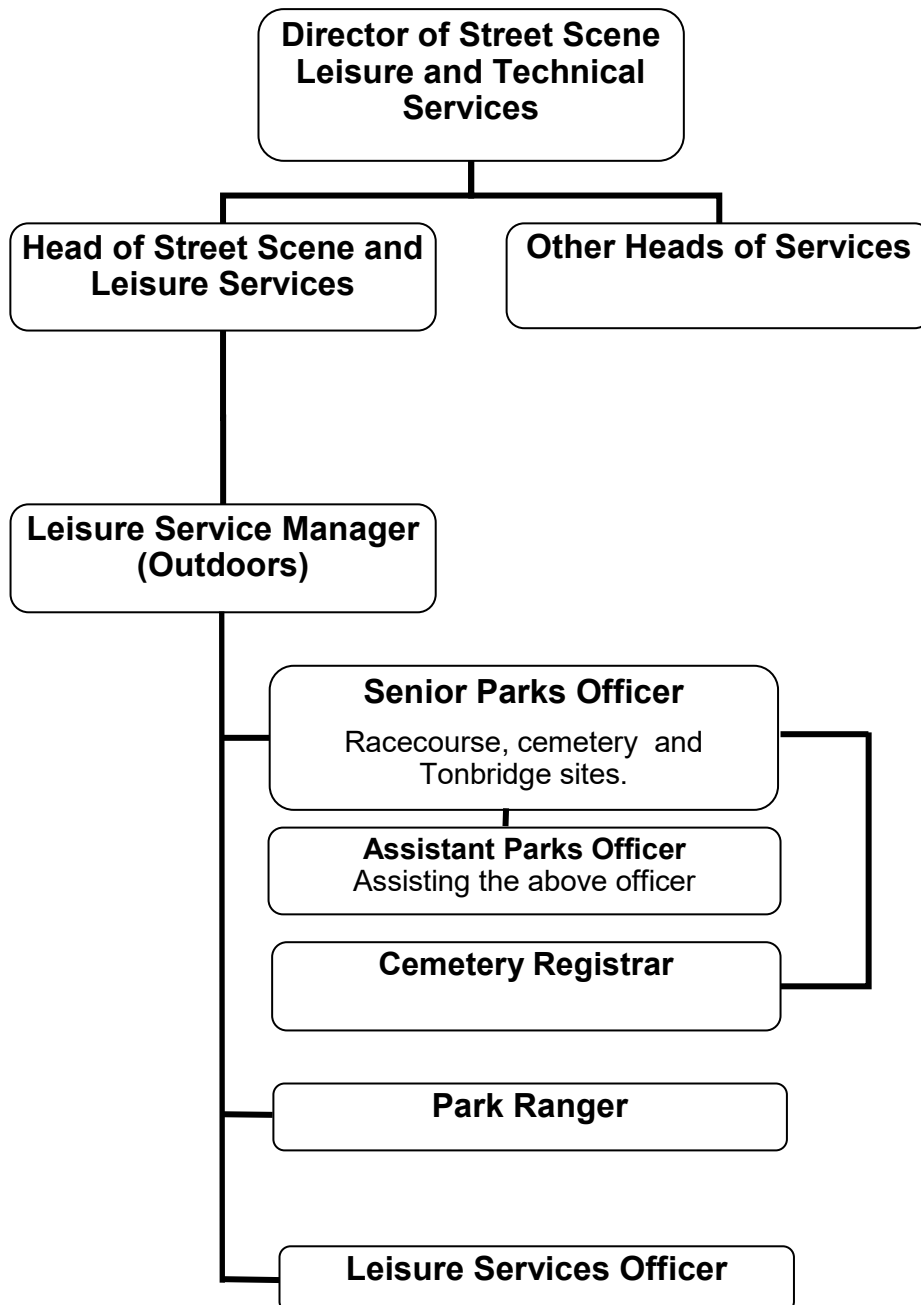 Director of Street Scene
Leisure and Technical
Services
Head of Street Scene and
Leisure Services
Other Heads of Services
Leisure Service Manager
(Outdoors)
Senior Parks Officer
Racecourse, cemetery and
Tonbridge sites.
Assistant Parks Officer
Assisting the above officer
Cemetery Registrar
Park Ranger
Leisure Services Officer